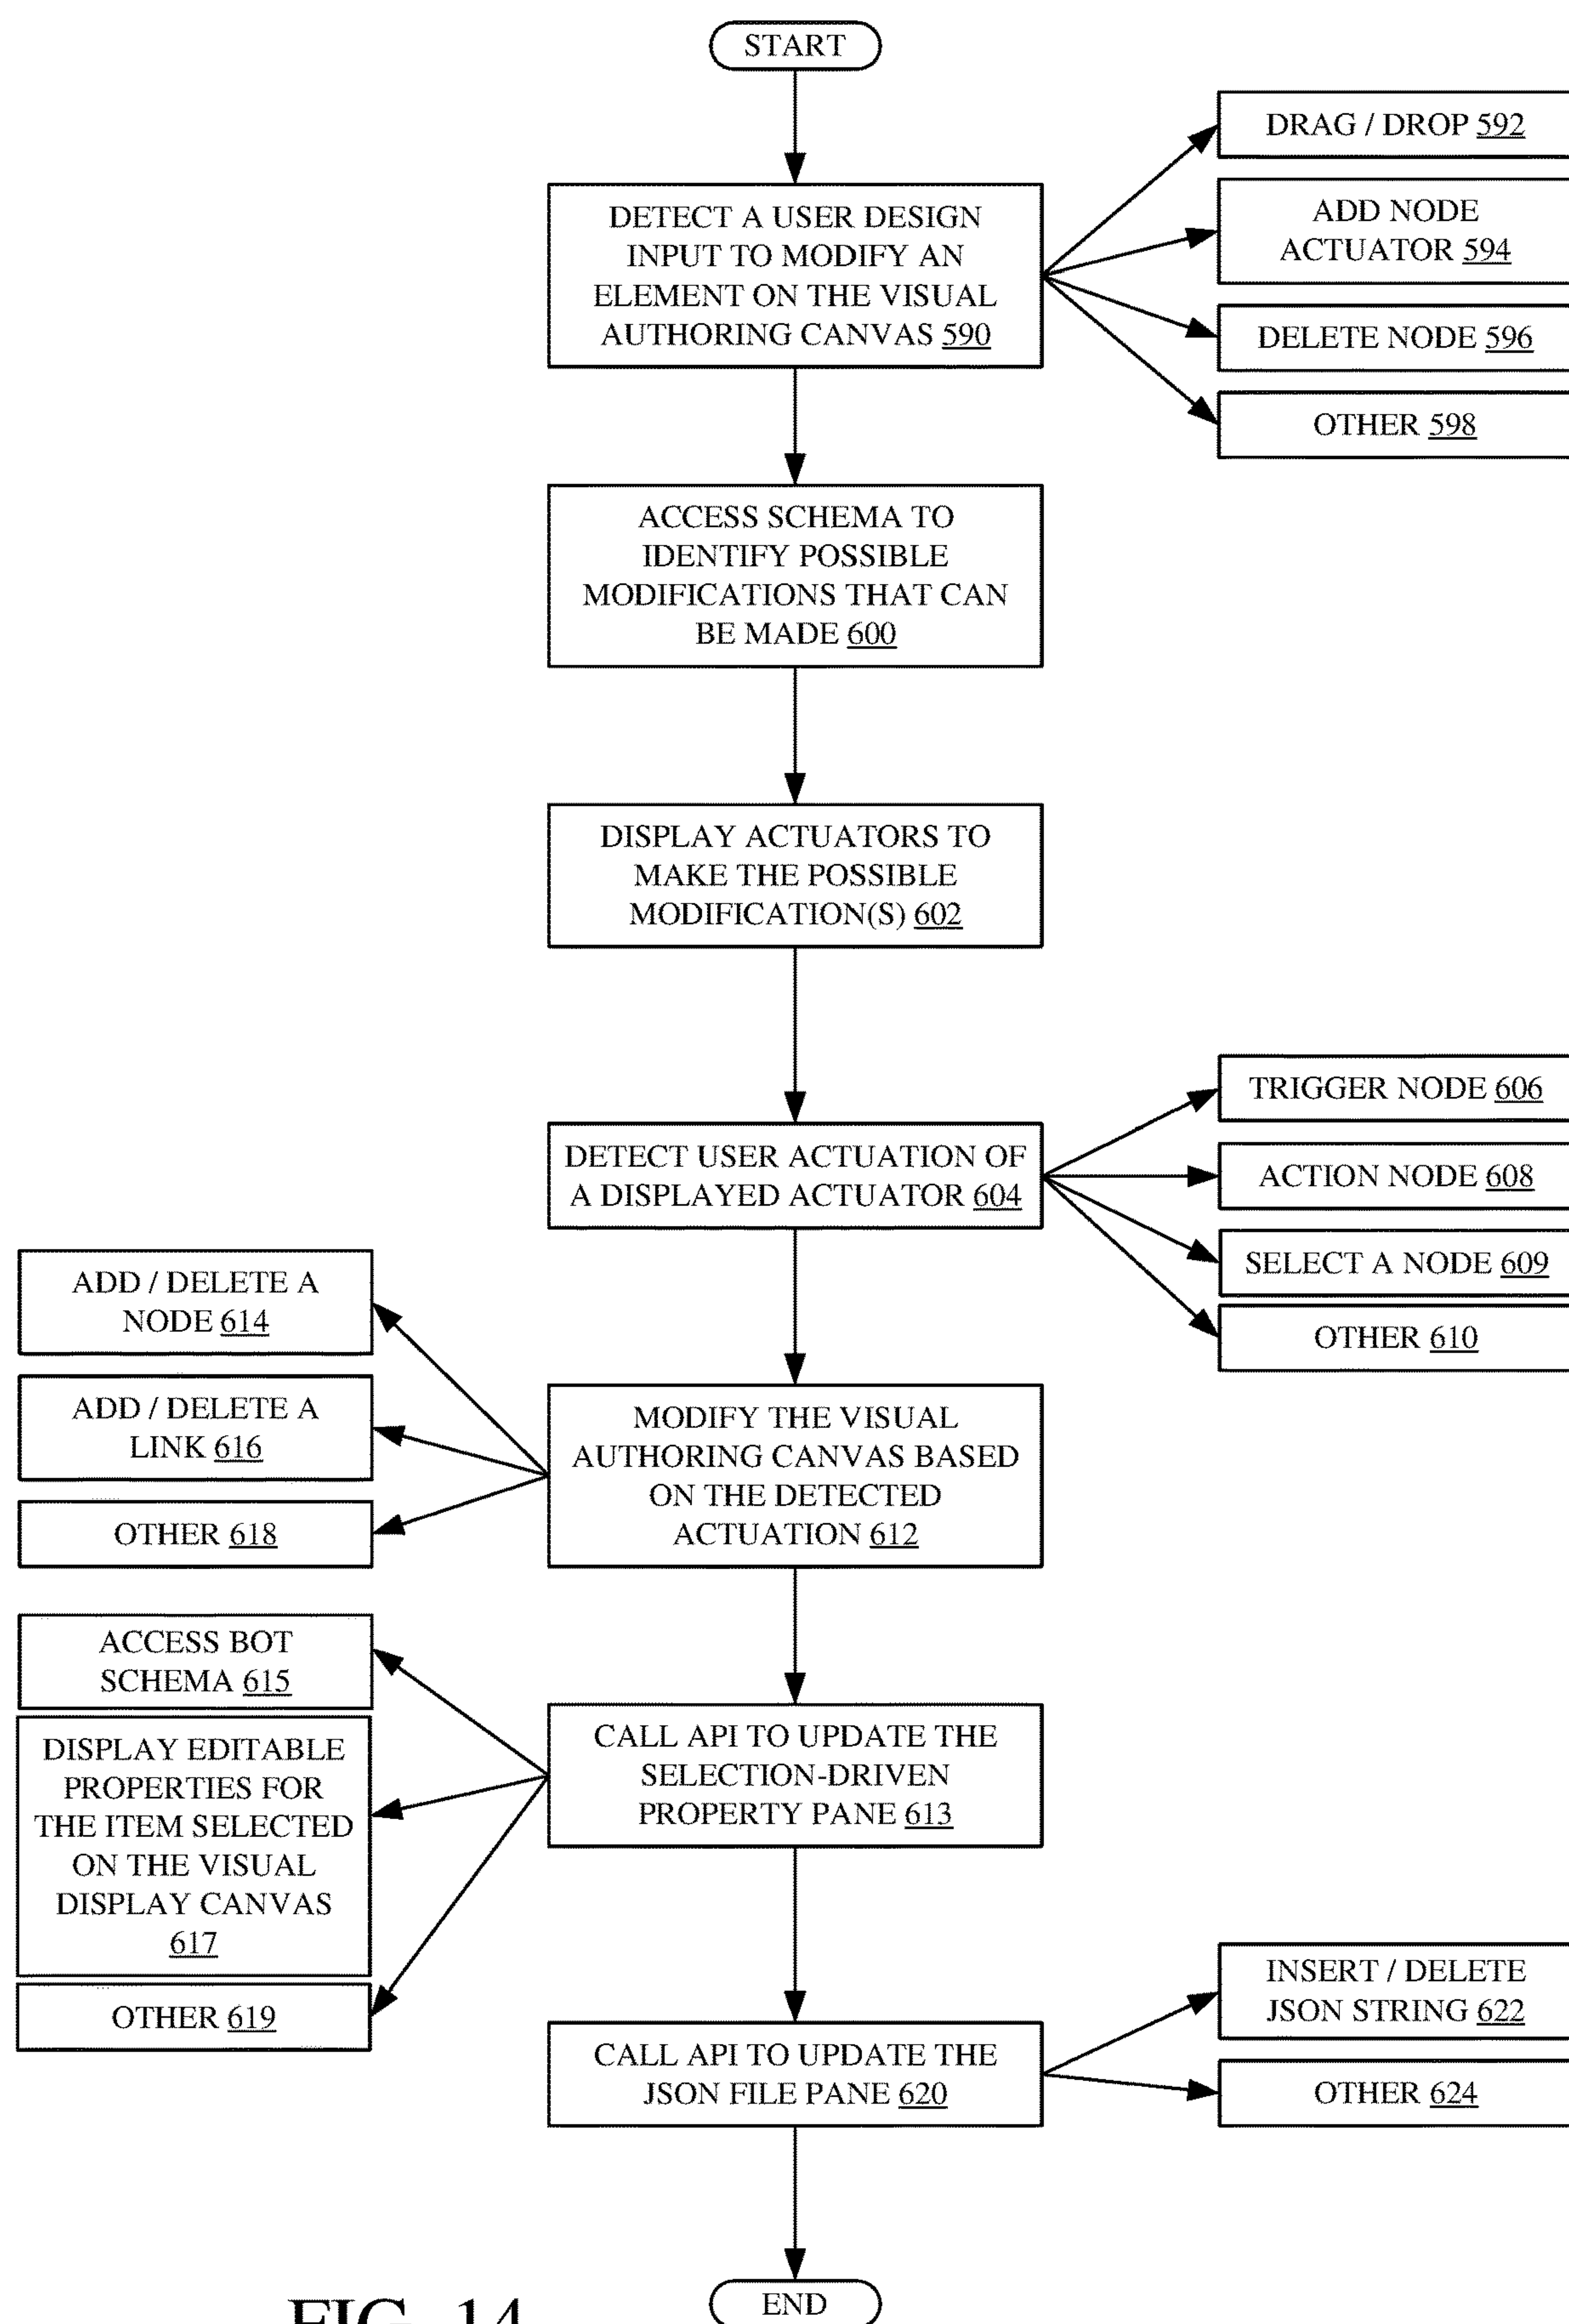 START
DETECT A USER DESIGN
INPUT TO MODIFY AN
ELEMENT ON THE VISUAL
AUTHORING CANVAS 590
DRAG / DROP 592
ADD NODE
ACTUATOR 594
DELETE NODE 596
OTHER 598
ACCESS SCHEMA TO
IDENTIFY POSSIBLE
MODIFICATIONS THAT CAN
BE MADE 600
DISPLAY ACTUATORS TO
MAKE THE POSSIBLE
MODIFICATION(S) 602
DETECT USER ACTUATION OF
A DISPLAYED ACTUATOR 604
TRIGGER NODE 606
ACTION NODE 608
SELECT A NODE 609
OTHER 610
MODIFY THE VISUAL
AUTHORING CANVAS BASED
ON THE DETECTED
ACTUATION 612
ADD / DELETE A
NODE 614
ADD / DELETE A
LINK 616
OTHER 618
CALL API TO UPDATE THE
SELECTION-DRIVEN
PROPERTY PANE 613
ACCESS BOT
SCHEMA 615
DISPLAY EDITABLE
PROPERTIES FOR
THE ITEM SELECTED
ON THE VISUAL
DISPLAY CANVAS
617
OTHER 619
CALL API TO UPDATE THE
JSON FILE PANE 620
INSERT / DELETE
JSON STRING 622
OTHER 624
END
FIG. 14